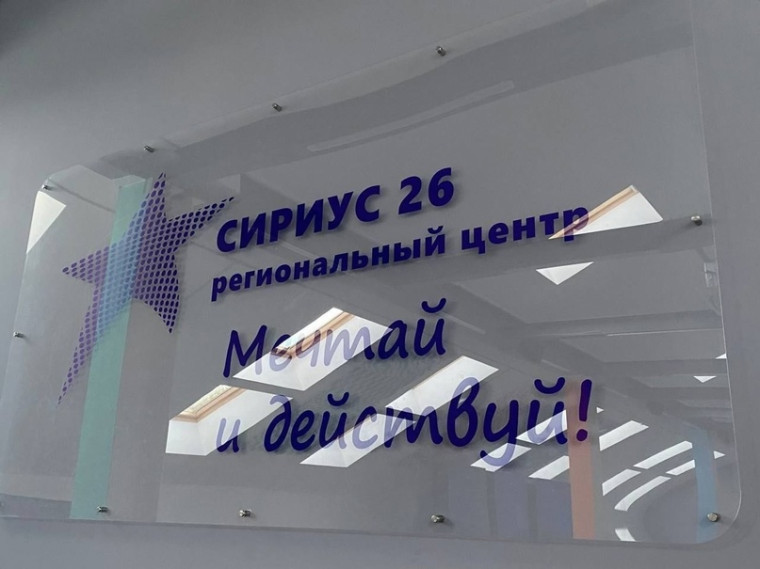 СИРИУС 26
региональный центр
Мечтай
и действуй!